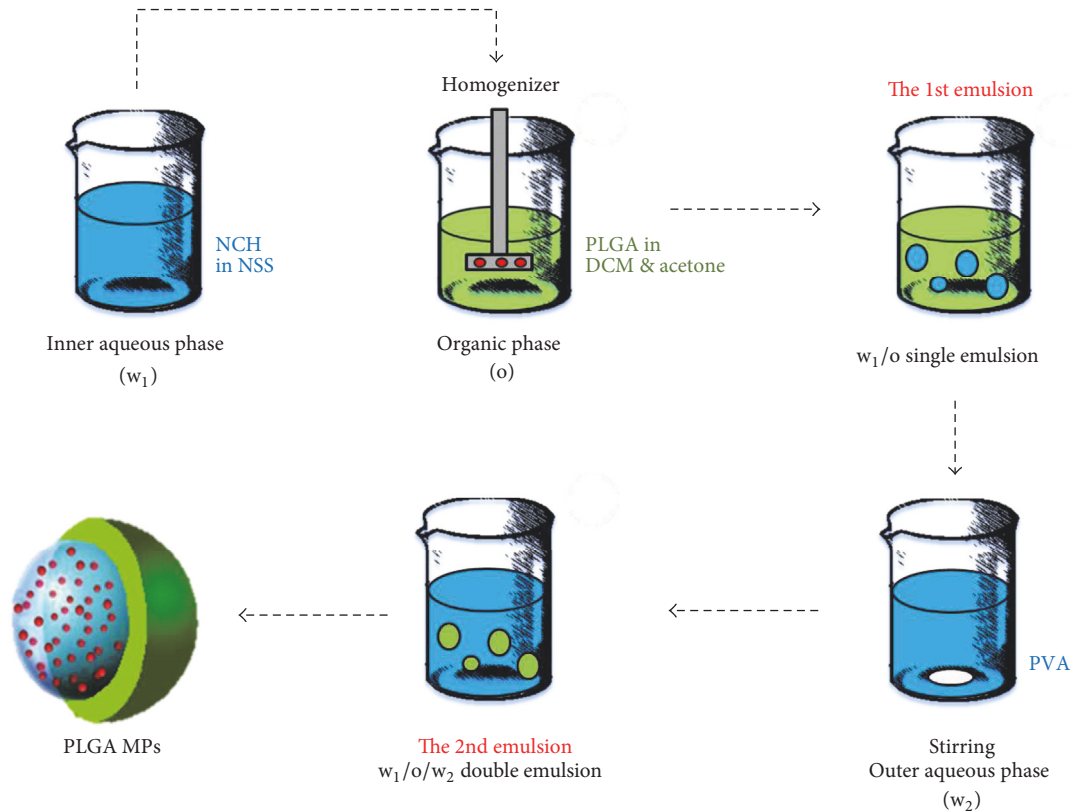 Homogenizer
The 1st emulsion
NCH
in NSS
PLGA in
DCM & acetone
Inner aqueous phase
(w₁)
Organic phase
(o)
w₁/o single emulsion
PVA
PLGA MPs
The 2nd emulsion
w₁/o/w₂ double emulsion
Stirring
Outer aqueous phase
(w₂)